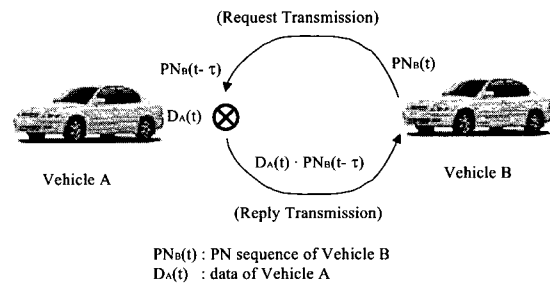 (Request Transmission)
PNB(t- τ)
PNB(t)
DA(t)
Vehicle A
DA(t) · PNB(t- τ)
Vehicle B
(Reply Transmission)
PNB(t) : PN sequence of Vehicle B
DA(t) : data of Vehicle A